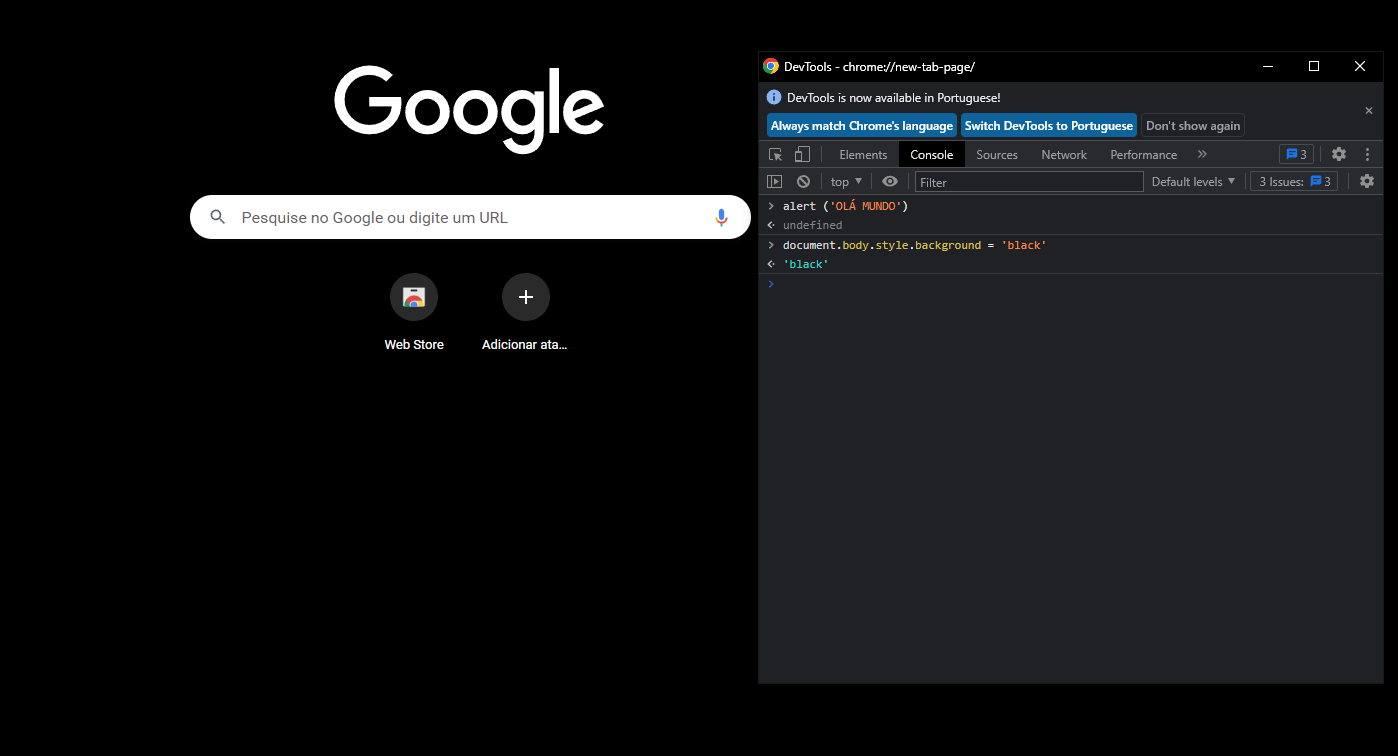 Google
Pesquise no Google ou digite um URL
Web Store
Adicionar ata...
DevTools - chrome://new-tab-page/
DevTools is now available in Portuguese!
Always match Chrome's language Switch DevTools to Portuguese Don't show again
Elements Console Sources Network Performance » 3
top Filter Default levels 3 Issues: 3
> alert ('OLÁ MUNDO')
undefined
> document.body.style.background = 'black'
'black'
>